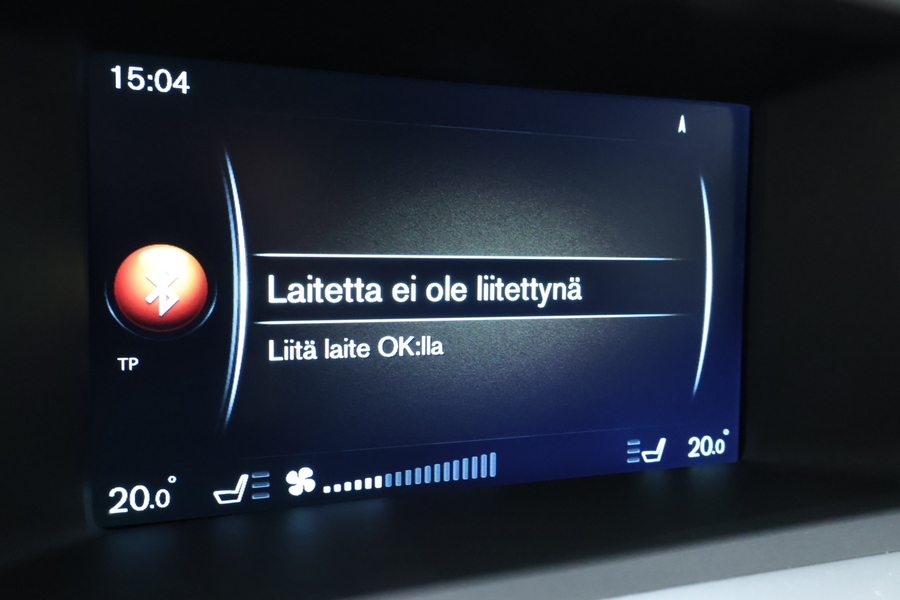 15:04
Laitetta ei ole liitettynä
Liitä laite OK:lla
TP
20.0°
20.0°